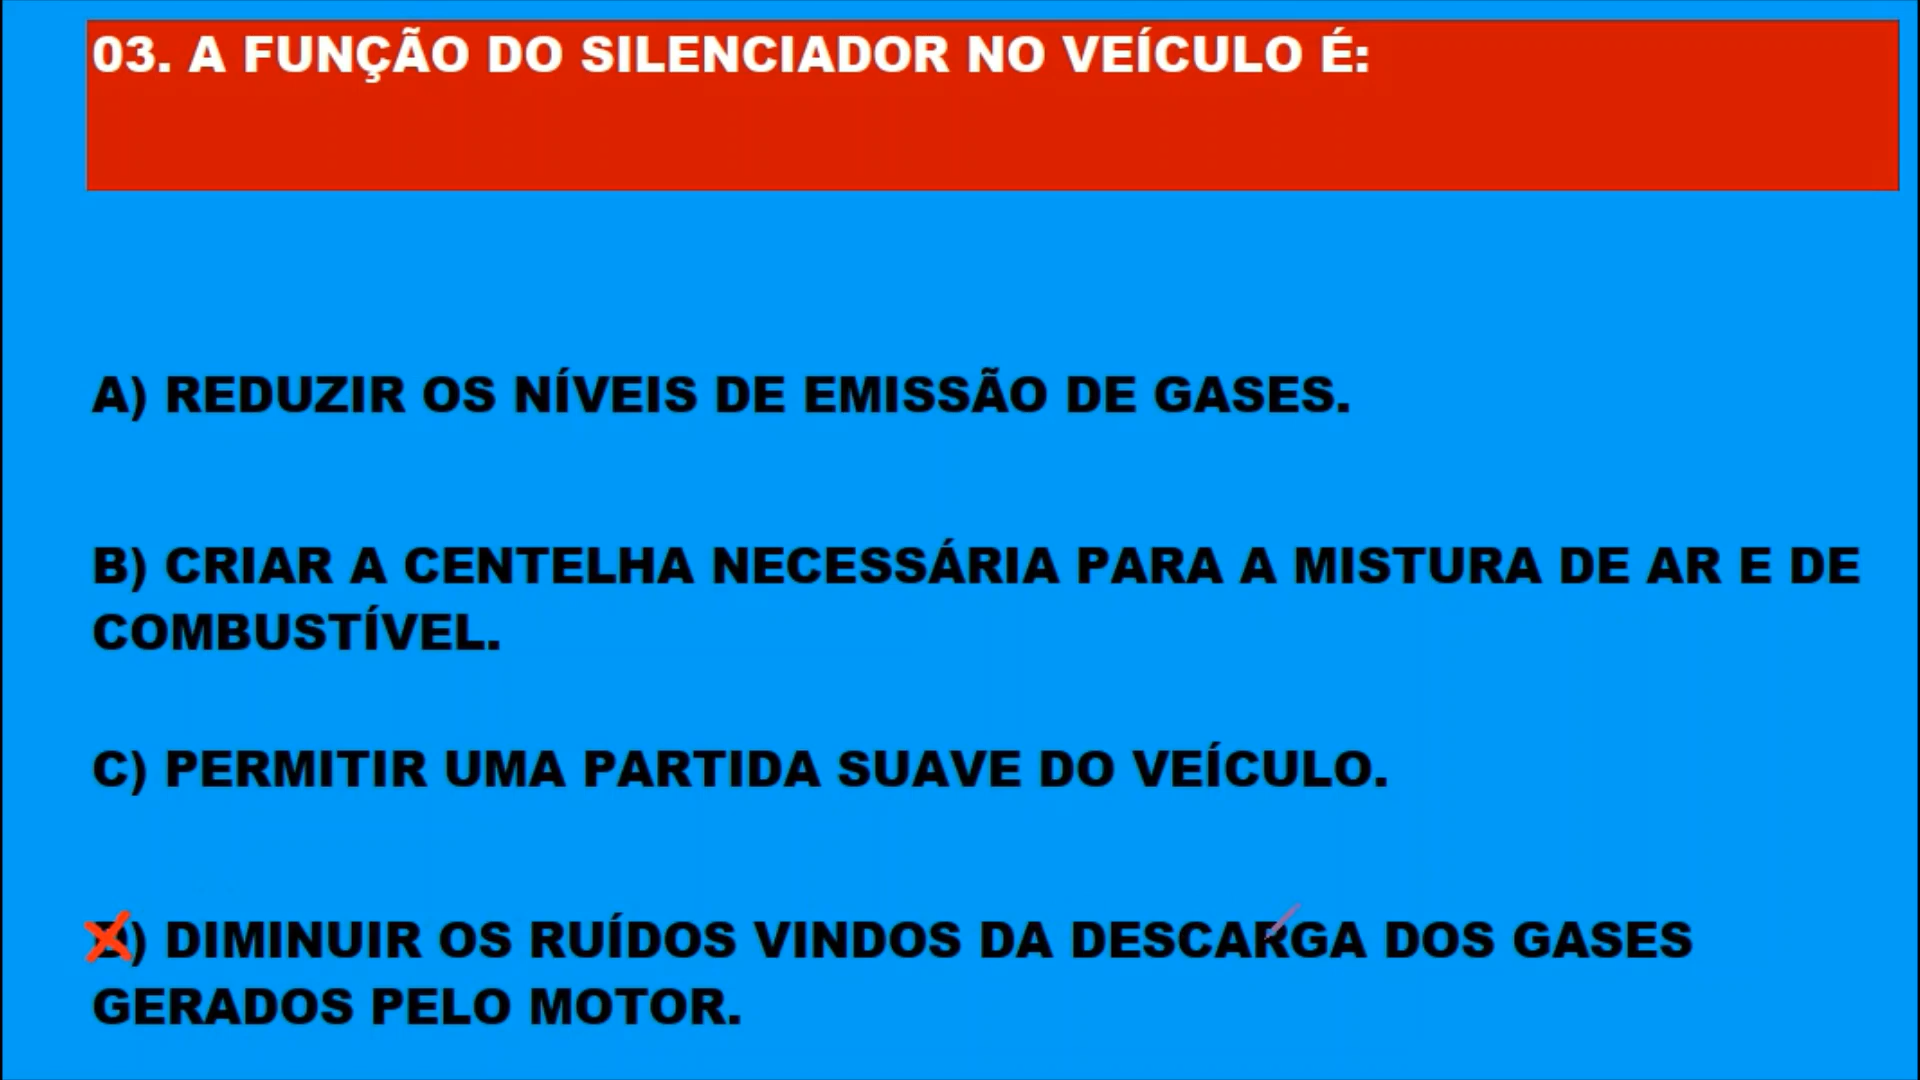 03. A FUNÇÃO DO SILENCIADOR NO VEÍCULO É:
A) REDUZIR OS NÍVEIS DE EMISSÃO DE GASES.
B) CRIAR A CENTELHA NECESSÁRIA PARA A MISTURA DE AR E DE
COMBUSTÍVEL.
C) PERMITIR UMA PARTIDA SUAVE DO VEÍCULO.
D) DIMINUIR OS RUÍDOS VINDOS DA DESCARGA DOS GASES
GERADOS PELO MOTOR.